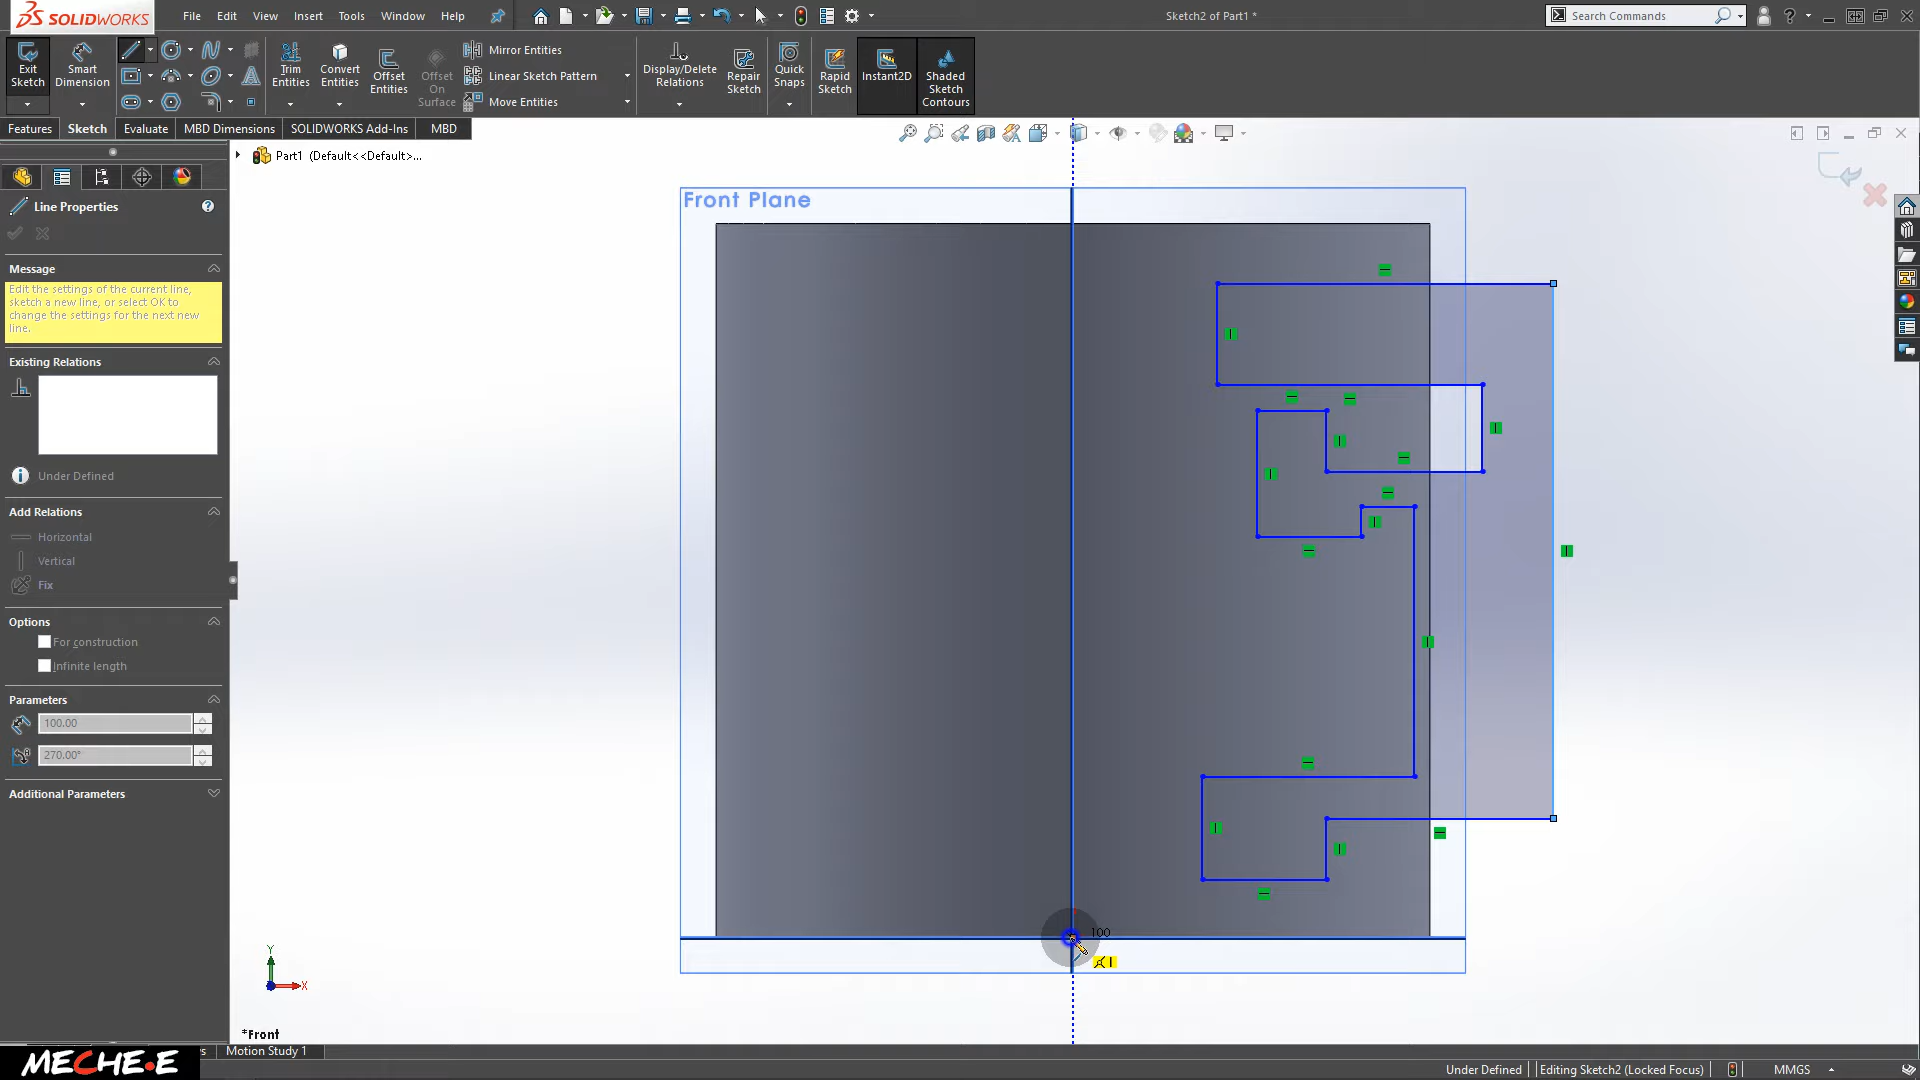 SOLIDWORKS
File
Edit
View
Insert
Tools
Window
Help
Sketch2 of Part1 *
Search Commands
?
Exit
Sketch
Smart
Dimension
Trim
Entities
Convert
Entities
Offset
Entities
Offset
On
Surface
Mirror Entities
Linear Sketch Pattern
Move Entities
Display/Delete
Relations
Repair
Sketch
Quick
Snaps
Rapid
Sketch
Instant2D
Shaded
Sketch
Contours
Features
Sketch
Evaluate
MBD Dimensions
SOLIDWORKS Add-Ins
MBD
Part1 (Default<<Default>...
Line Properties
?
Message
Edit the settings of the current line,
sketch a new line, or select OK to
change the settings for the next new
line.
Existing Relations
Under Defined
Add Relations
Horizontal
Vertical
Fix
Options
For construction
Infinite length
Parameters
100.00
270.00°
Additional Parameters
Front Plane
100
Y
X
*Front
Motion Study 1
MECHE·E
Under Defined
Editing Sketch2 (Locked Focus)
MMGS